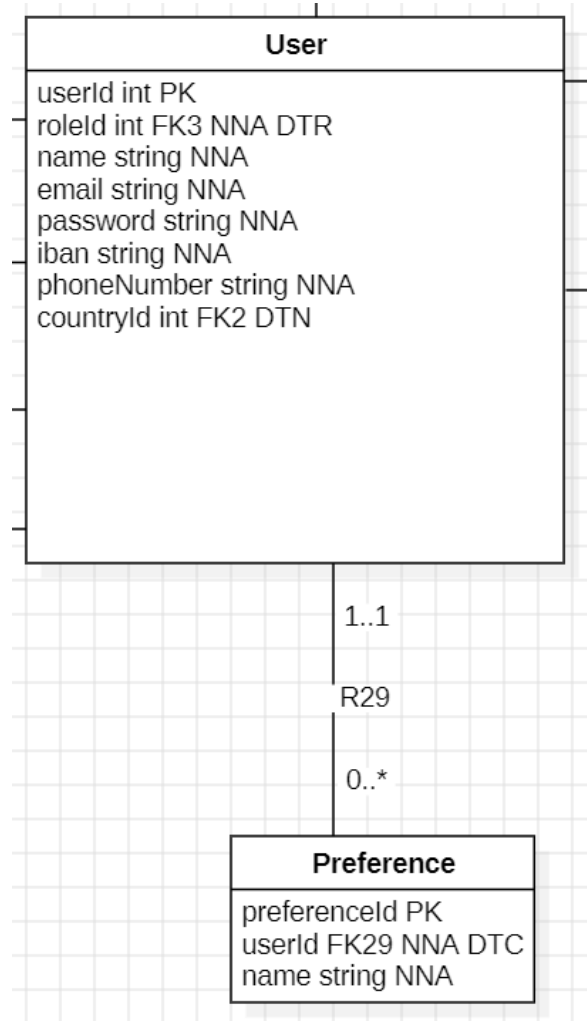 User
userId int PK
roleId int FK3 NNA DTR
name string NNA
email string NNA
password string NNA
iban string NNA
phoneNumber string NNA
countryId int FK2 DTN
1..1
R29
0..*
Preference
preferenceId PK
userId FK29 NNA DTC
name string NNA